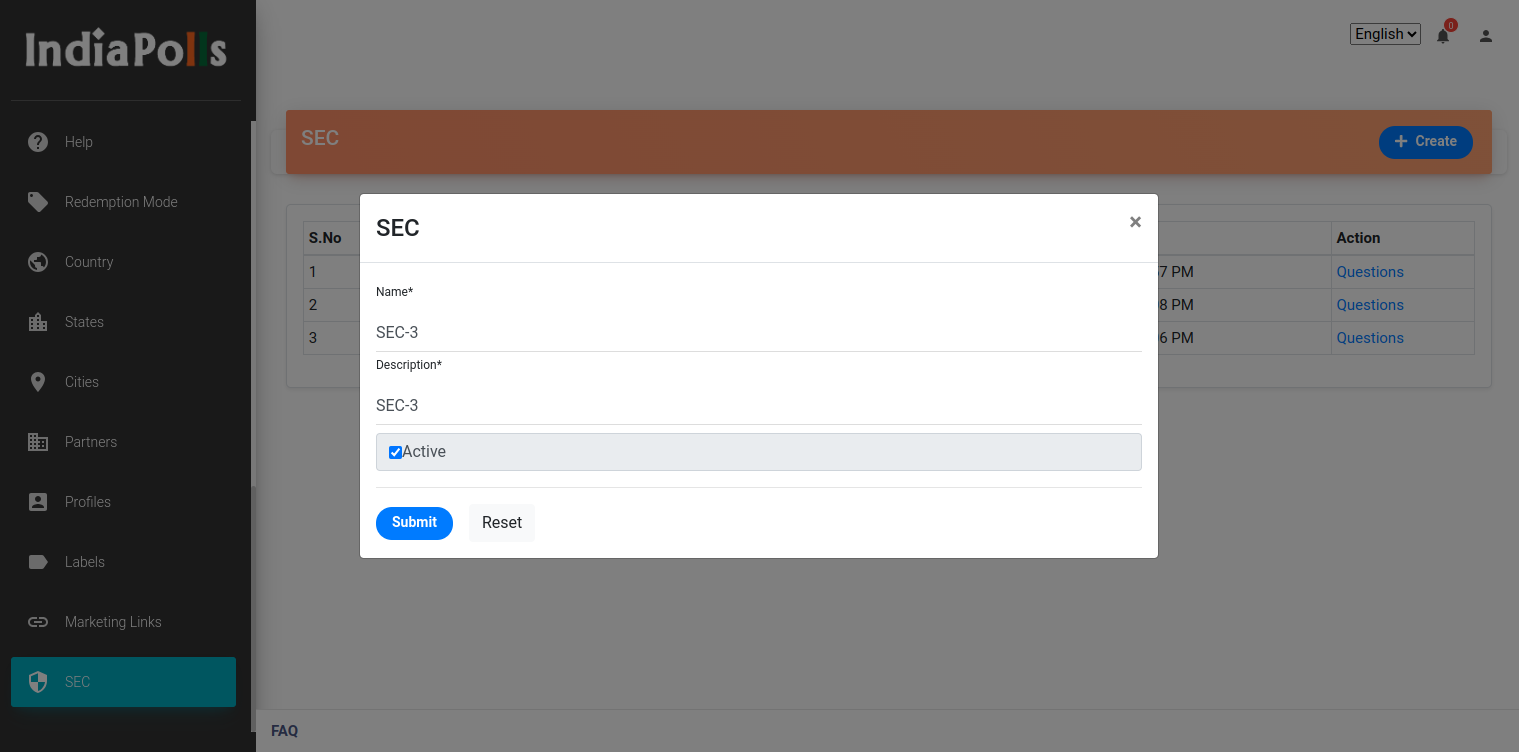 IndiaPolls
English
0
Help
Redemption Mode
Country
States
Cities
Partners
Profiles
Labels
Marketing Links
SEC
SEC
Create
S.No
Action
1
7 PM
Questions
2
8 PM
Questions
3
6 PM
Questions
SEC
×
Name*
SEC-3
Description*
SEC-3
Active
Submit
Reset
FAQ